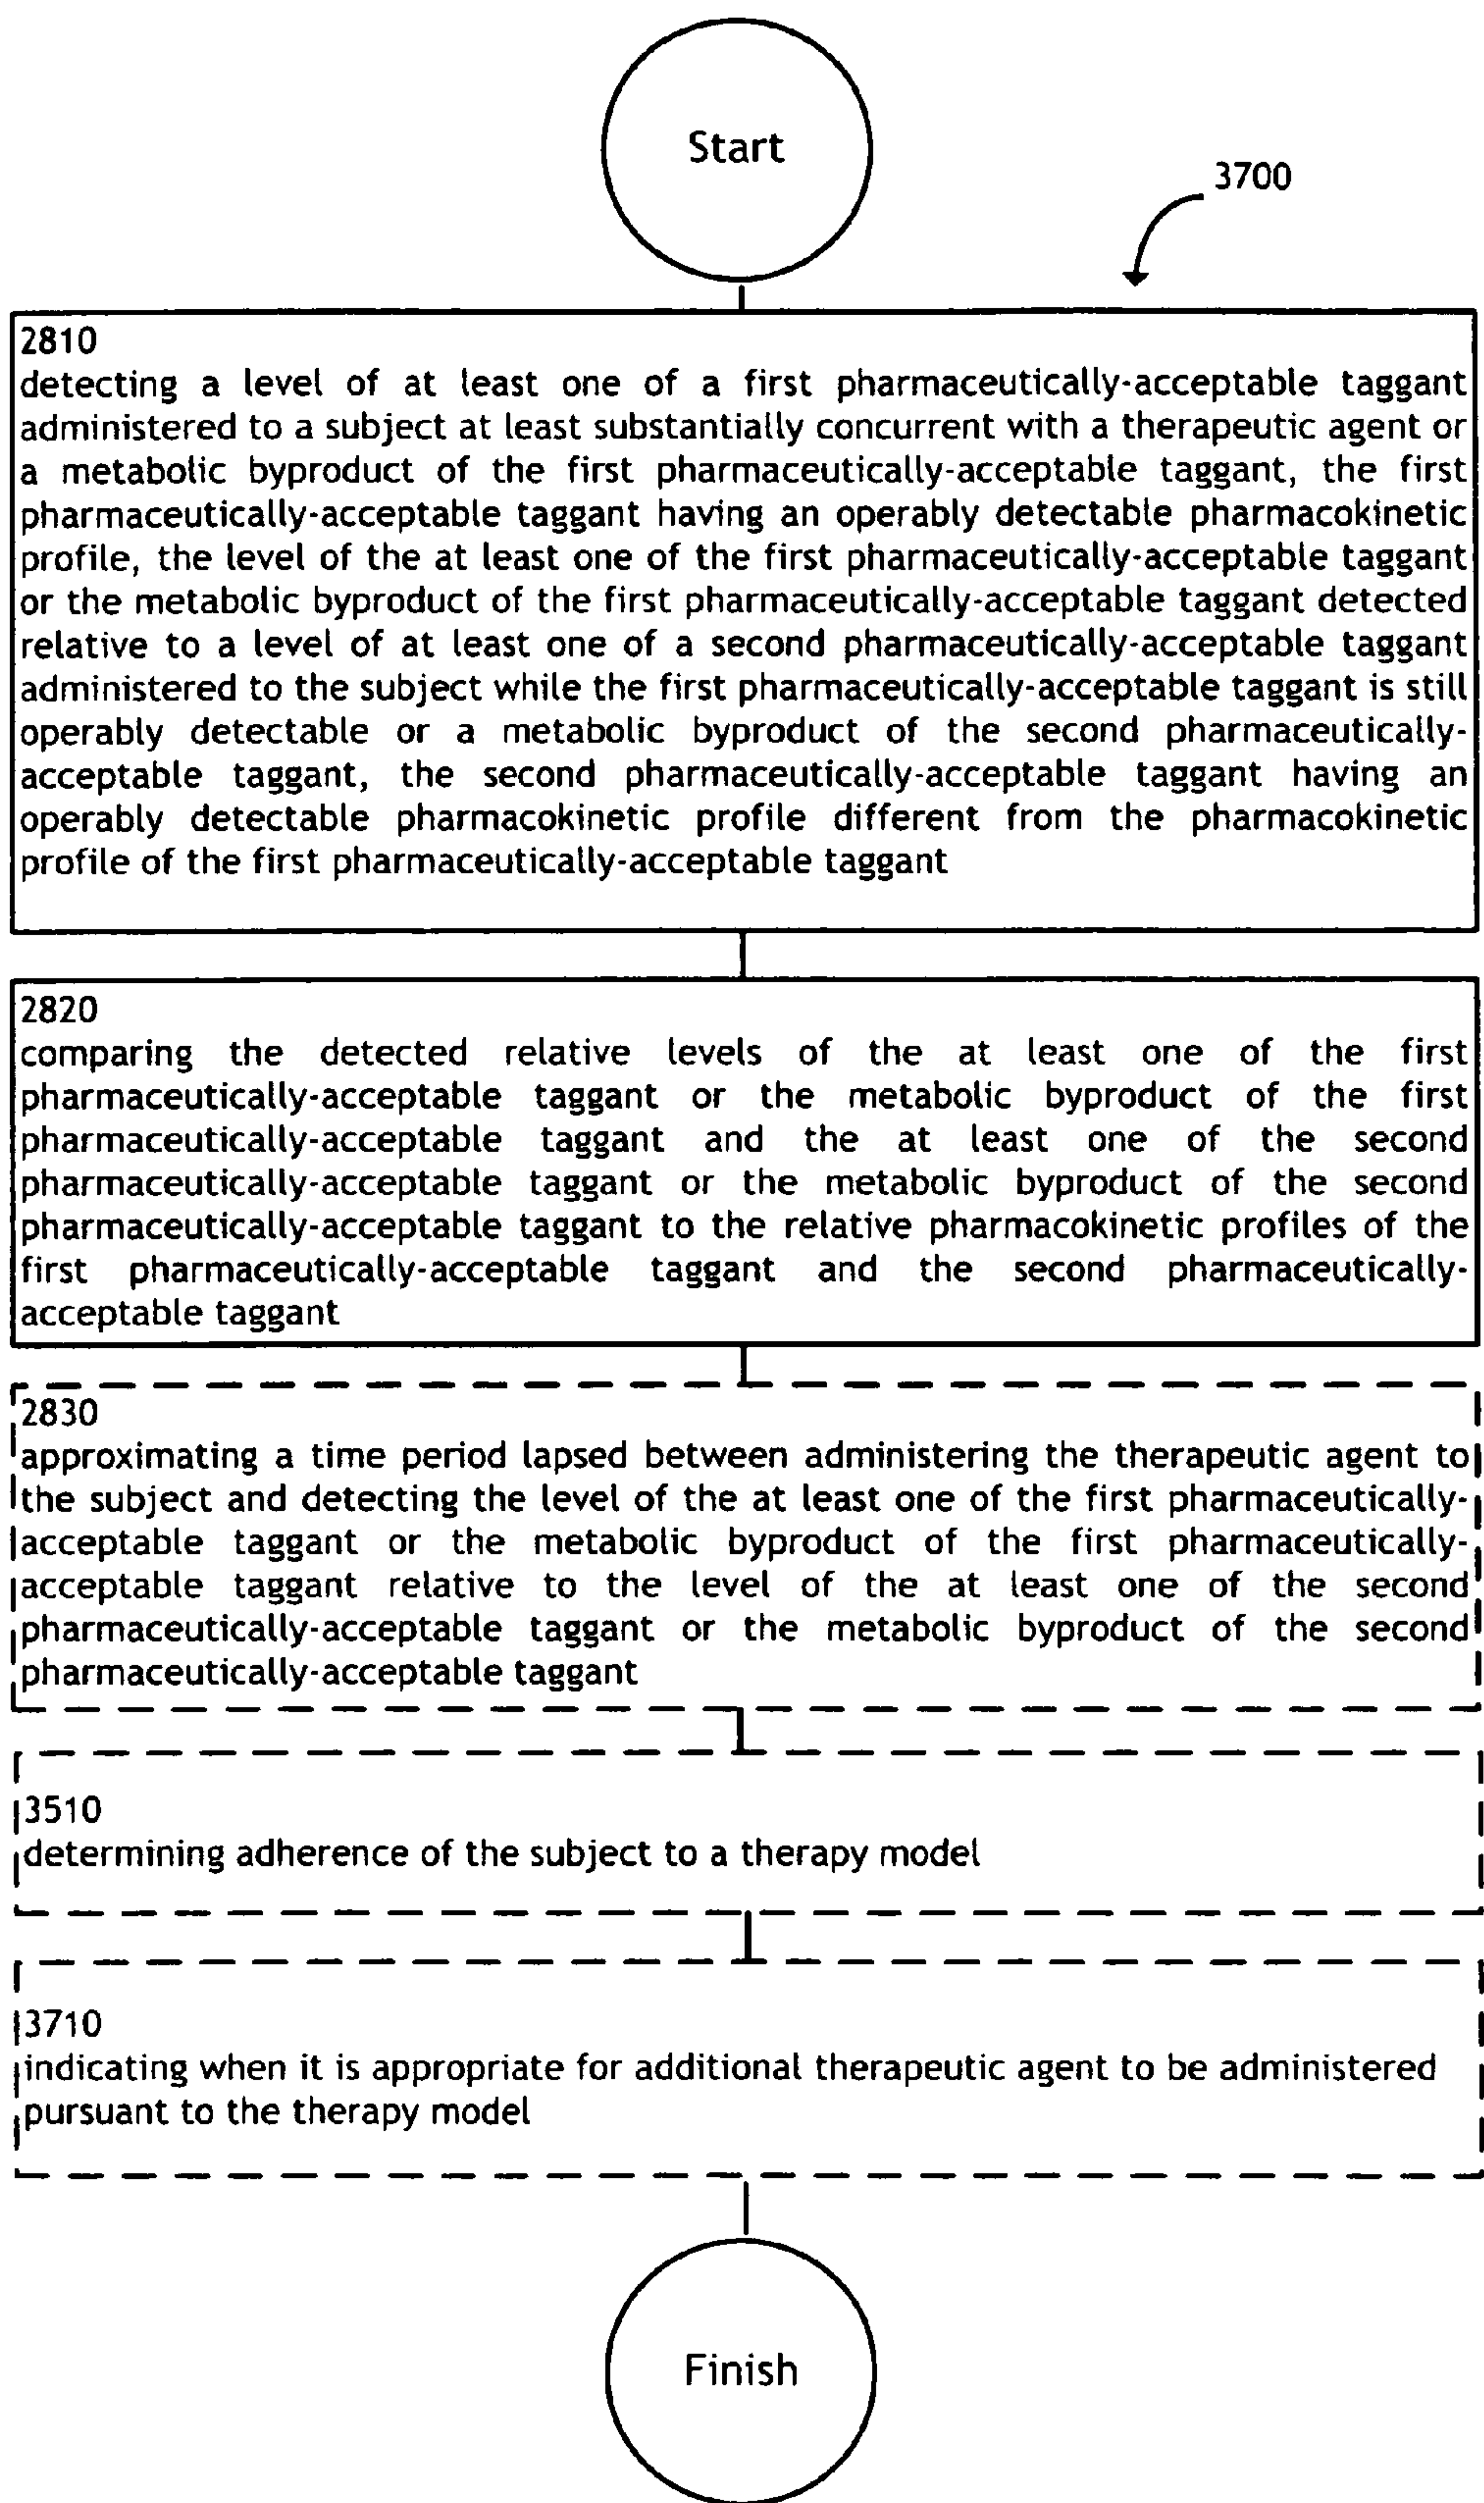 Start
3700
2810
detecting a level of at least one of a first pharmaceutically-acceptable taggant
administered to a subject at least substantially concurrent with a therapeutic agent or
a metabolic byproduct of the first pharmaceutically-acceptable taggant, the first
pharmaceutically-acceptable taggant having an operably detectable pharmacokinetic
profile, the level of the at least one of the first pharmaceutically-acceptable taggant
or the metabolic byproduct of the first pharmaceutically-acceptable taggant detected
relative to a level of at least one of a second pharmaceutically-acceptable taggant
administered to the subject while the first pharmaceutically-acceptable taggant is still
operably detectable or a metabolic byproduct of the second pharmaceutically-
acceptable taggant, the second pharmaceutically-acceptable taggant having an
operably detectable pharmacokinetic profile different from the pharmacokinetic
profile of the first pharmaceutically-acceptable taggant
2820
comparing the detected relative levels of the at least one of the first
pharmaceutically-acceptable taggant or the metabolic byproduct of the first
pharmaceutically-acceptable taggant and the at least one of the second
pharmaceutically-acceptable taggant or the metabolic byproduct of the second
pharmaceutically-acceptable taggant to the relative pharmacokinetic profiles of the
first pharmaceutically-acceptable taggant and the second pharmaceutically-
acceptable taggant
2830
approximating a time period lapsed between administering the therapeutic agent to
the subject and detecting the level of the at least one of the first pharmaceutically-
acceptable taggant or the metabolic byproduct of the first pharmaceutically-
acceptable taggant relative to the level of the at least one of the second
pharmaceutically-acceptable taggant or the metabolic byproduct of the second
pharmaceutically-acceptable taggant
3510
determining adherence of the subject to a therapy model
3710
indicating when it is appropriate for additional therapeutic agent to be administered
pursuant to the therapy model
Finish